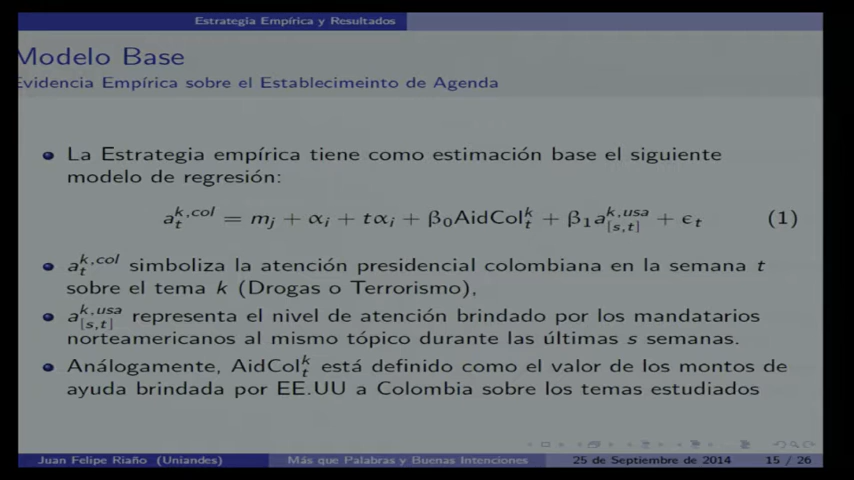 Estrategia Empírica y Resultados
Modelo Base
Evidencia Empírica sobre el Establecimeinto de Agenda
La Estrategia empírica tiene como estimación base el siguiente
modelo de regresión:
a_t^{k,col} = m_j + α_i + tα_i + β_0AidCol_t^k + β_1a_{[s,t]}^{k,usa} + ϵ_t (1)
a_t^{k,col} simboliza la atención presidencial colombiana en la semana t
sobre el tema k (Drogas o Terrorismo),
a_{[s,t]}^{k,usa} representa el nivel de atención brindado por los mandatarios
norteamericanos al mismo tópico durante las últimas s semanas.
Análogamente, AidCol_t^k está definido como el valor de los montos de
ayuda brindada por EE.UU a Colombia sobre los temas estudiados
Juan Felipe Riaño (Uniandes) Más que Palabras y Buenas Intenciones 25 de Septiembre de 2014 15 / 26